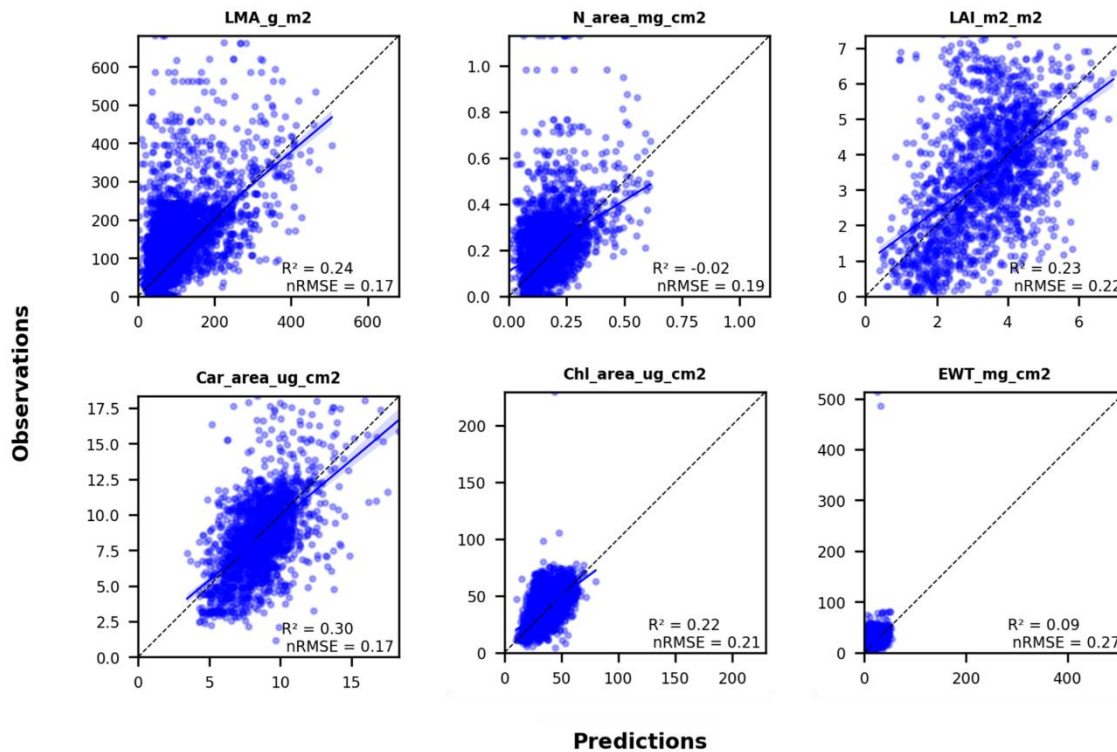 LMA_g_m2
600
500
400
300
200
100
0
0 200 400 600
R² = 0.24
nRMSE = 0.17
N_area_mg_cm2
1.0
0.8
0.6
0.4
0.2
0.0
0.00 0.25 0.50 0.75 1.00
R² = -0.02
nRMSE = 0.19
LAI_m2_m2
7
6
5
4
3
2
1
0
0 2 4 6
R² = 0.23
nRMSE = 0.22
Observations
Car_area_ug_cm2
17.5
15.0
12.5
10.0
7.5
5.0
2.5
0.0
0 5 10 15
R² = 0.30
nRMSE = 0.17
Chl_area_ug_cm2
200
150
100
50
0
0 50 100 150 200
R² = 0.22
nRMSE = 0.21
EWT_mg_cm2
500
400
300
200
100
0
0 200 400
R² = 0.09
nRMSE = 0.27
Predictions